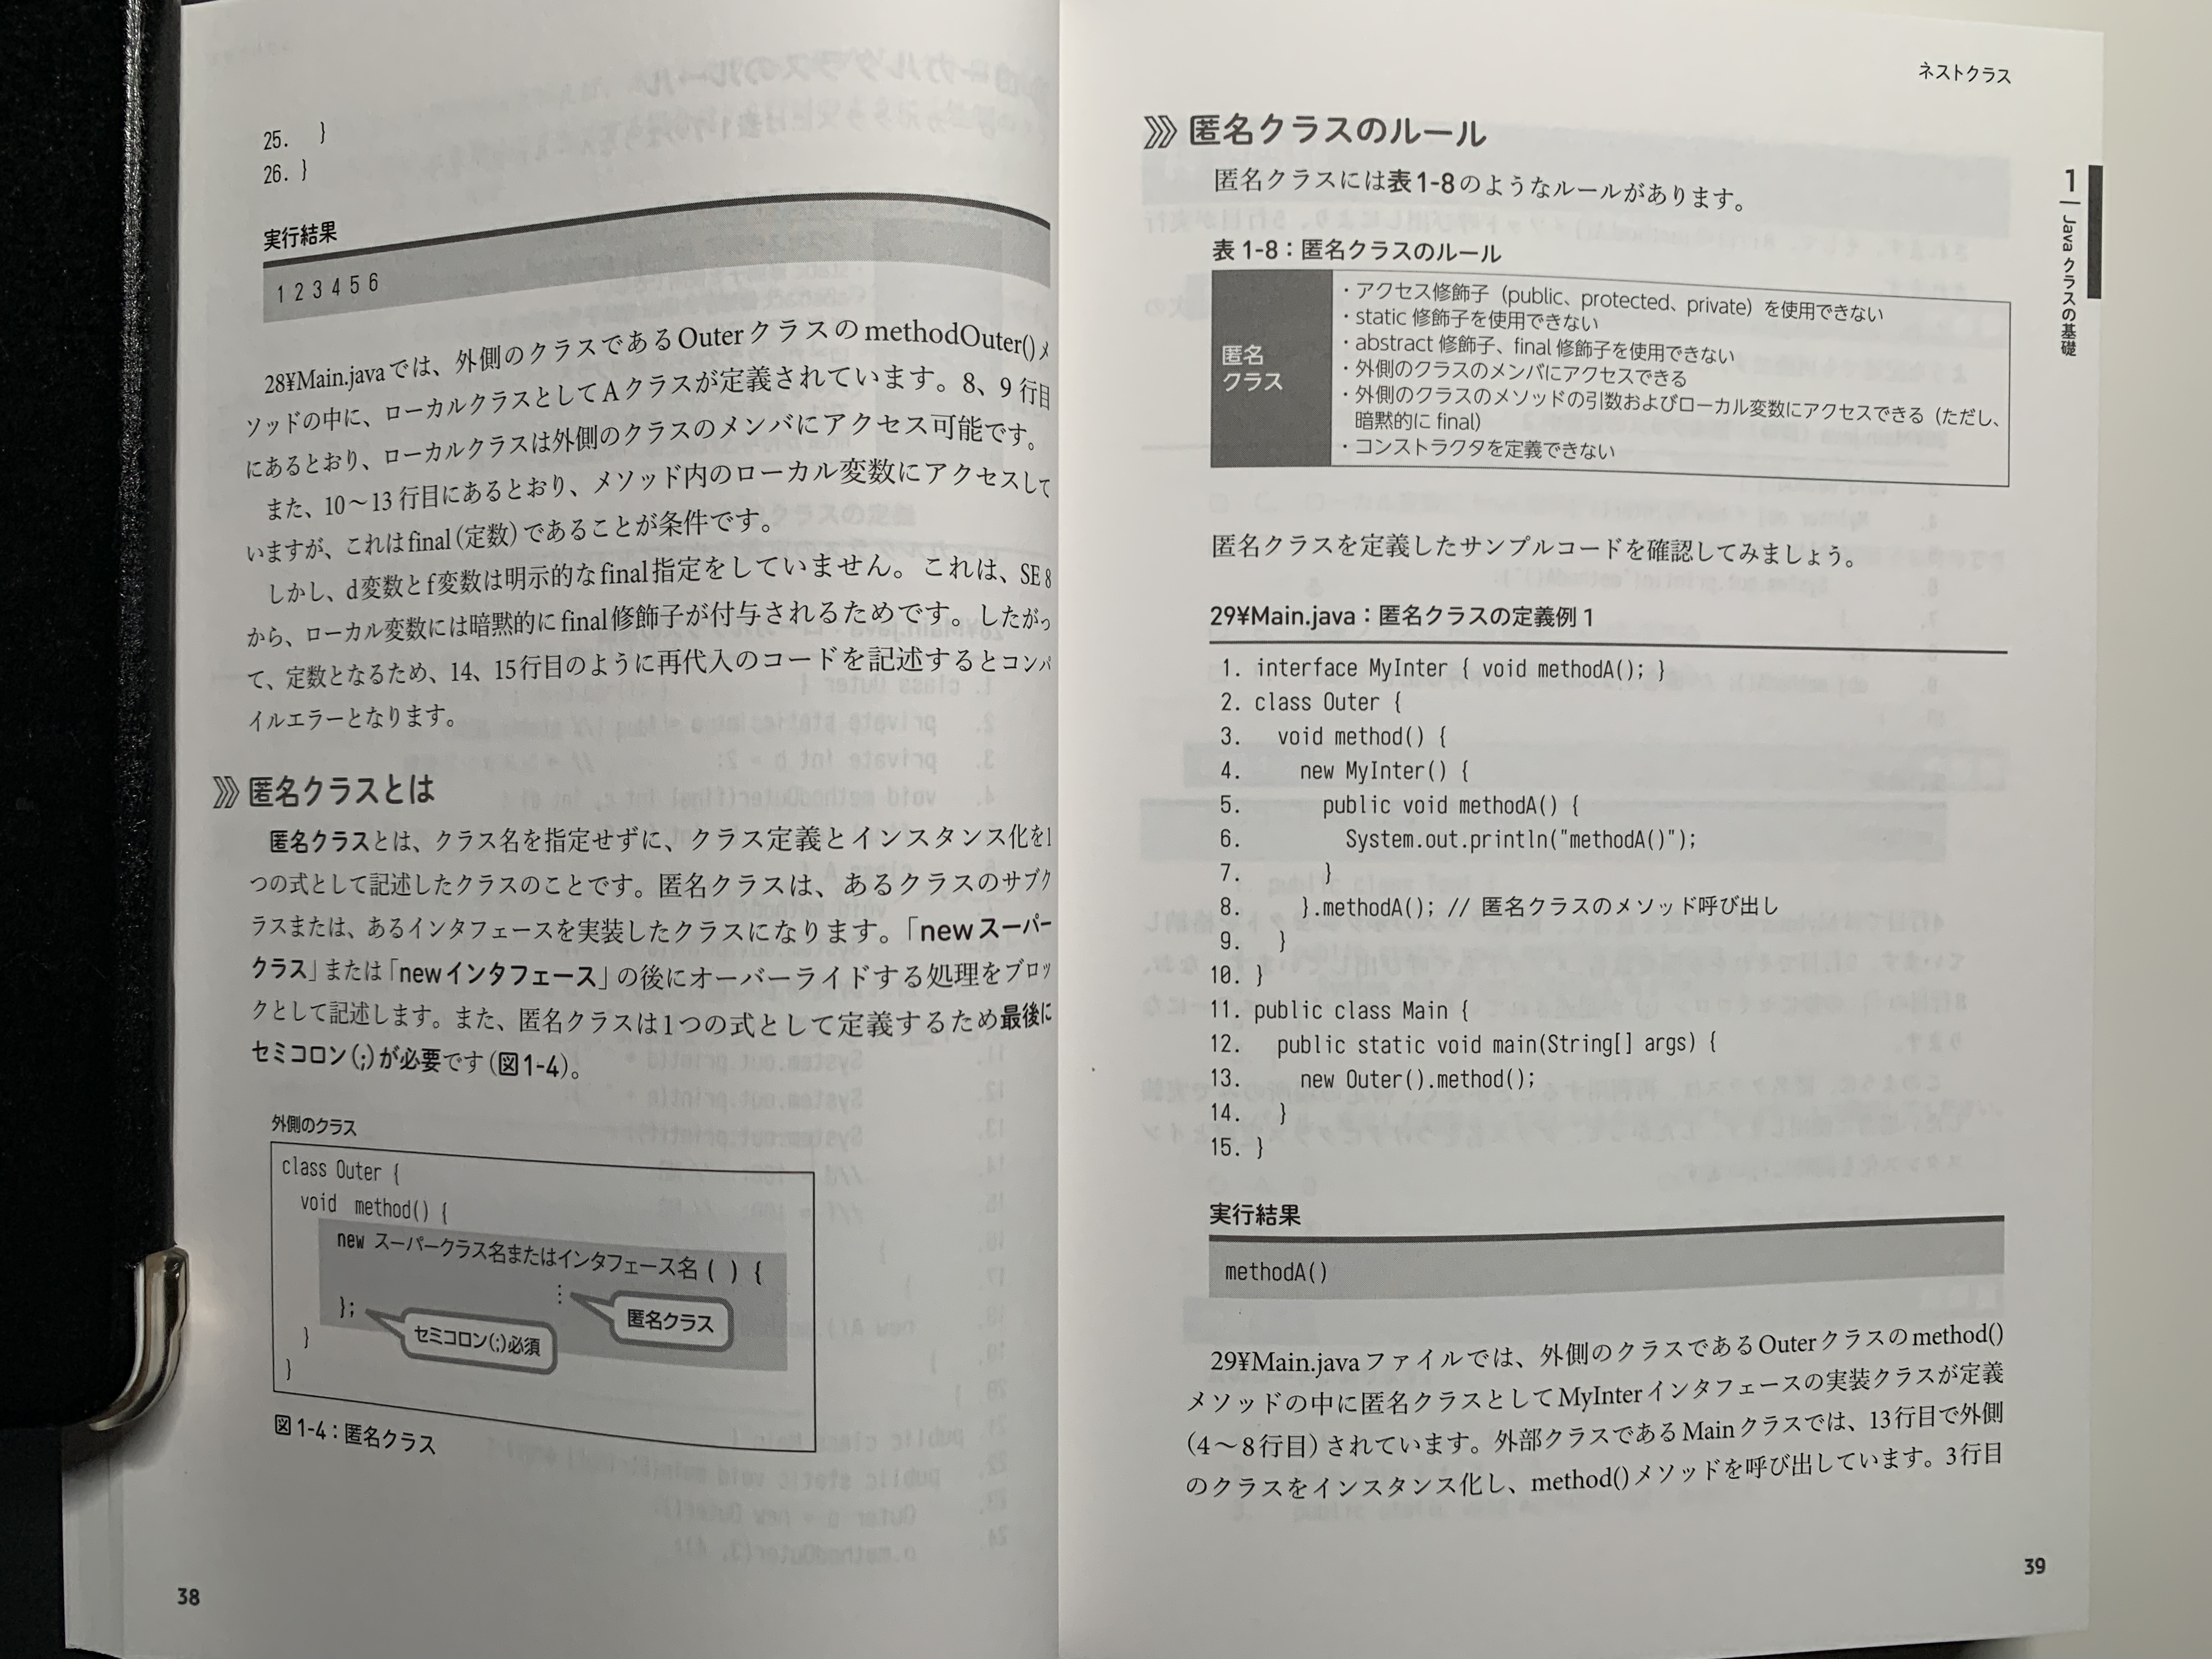 25.   }
26. }
実行結果
1 2 3 4 5 6
28¥Main.javaでは、外側のクラスであるOuterクラスのmethodOuter()メ
ソッドの中に、ローカルクラスとしてAクラスが定義されています。8、9行目
にあるとおり、ローカルクラスは外側のクラスのメンバにアクセス可能です。
また、10～13行目にあるとおり、メソッド内のローカル変数にアクセスして
いますが、これはfinal(定数)であることが条件です。
しかし、d変数とf変数は明示的なfinal指定をしていません。これは、SE 8
から、ローカル変数には暗黙的にfinal修飾子が付与されるためです。したがっ
て、定数となるため、14、15行目のように再代入のコードを記述するとコンパ
イルエラーとなります。
匿名クラスとは
匿名クラスとは、クラス名を指定せずに、クラス定義とインスタンス化を1
つの式として記述したクラスのことです。匿名クラスは、あるクラスのサブク
ラスまたは、あるインタフェースを実装したクラスになります。「newスーパー
クラス」または「newインタフェース」の後にオーバーライドする処理をブロッ
クとして記述します。また、匿名クラスは1つの式として定義するため最後に
セミコロン(;)が必要です(図1-4)。
外側のクラス
class Outer {
  void  method() {
    new スーパークラス名またはインタフェース名 ( ) {
⋮
匿名クラス
    };
セミコロン(;)必須
  }
}
図1-4：匿名クラス
38
ネストクラス
1
Java クラスの基礎
匿名クラスのルール
匿名クラスには表1-8のようなルールがあります。
表 1-8：匿名クラスのルール
匿名
クラス
・アクセス修飾子（public、protected、private）を使用できない
・static 修飾子を使用できない
・abstract 修飾子、final 修飾子を使用できない
・外側のクラスのメンバにアクセスできる
・外側のクラスのメソッドの引数およびローカル変数にアクセスできる（ただし、
暗黙的に final)
・コンストラクタを定義できない
匿名クラスを定義したサンプルコードを確認してみましょう。
29¥Main.java：匿名クラスの定義例 1
1. interface MyInter { void methodA(); }
2. class Outer {
3.   void method() {
4.     new MyInter() {
5.       public void methodA() {
6.         System.out.println("methodA()");
7.       }
8.     }.methodA(); // 匿名クラスのメソッド呼び出し
9.   }
10. }
11. public class Main {
12.   public static void main(String[] args) {
13.     new Outer().method();
14.   }
15. }
実行結果
methodA()
29¥Main.javaファイルでは、外側のクラスであるOuterクラスのmethod()
メソッドの中に匿名クラスとしてMyInterインタフェースの実装クラスが定義
(4～8行目)されています。外部クラスであるMainクラスでは、13行目で外側
のクラスをインスタンス化し、method()メソッドを呼び出しています。3行目
39